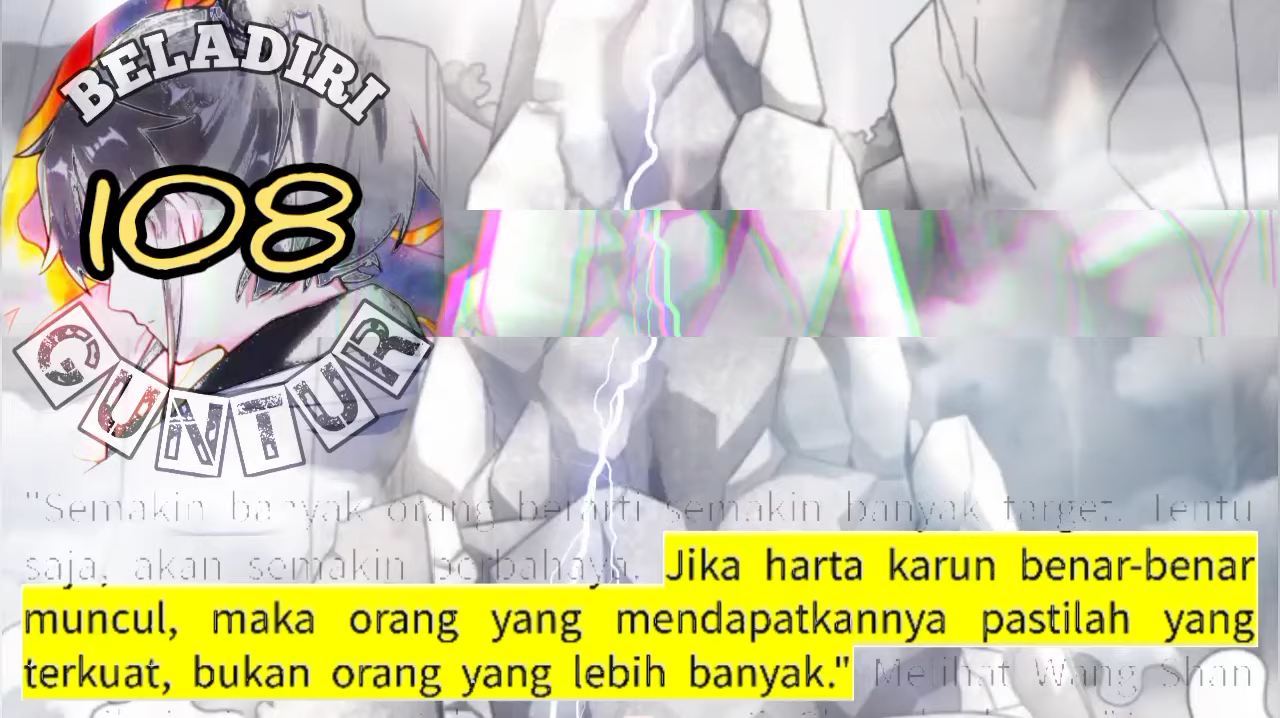 BELADIRI
108
GUNTUR
"Semakin banyak orang berarti semakin banyak target. Tentu
saja, akan semakin berbahaya. Jika harta karun benar-benar
muncul, maka orang yang mendapatkannya pastilah yang
terkuat, bukan orang yang lebih banyak." Melihat Wang Shan